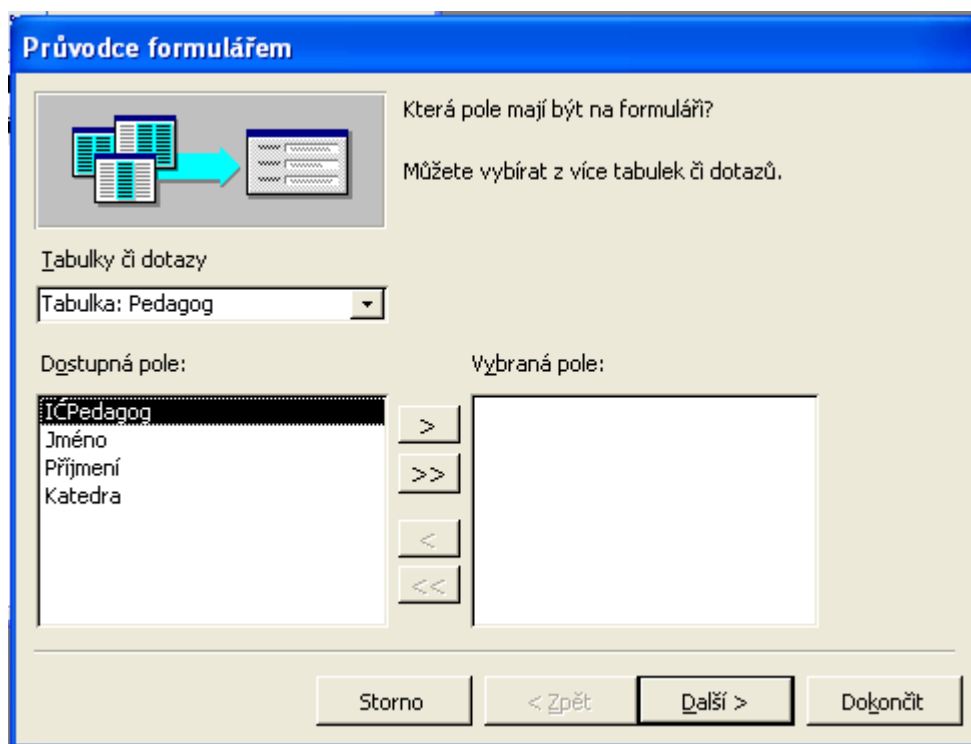 Průvodce formulářem
Která pole mají být na formuláři?
Můžete vybírat z více tabulek či dotazů.
Tabulky či dotazy
Tabulka: Pedagog
Dostupná pole:
Vybraná pole:
IČPedagog
Jméno
Příjmení
Katedra
>
>>
<
<<
Storno
< Zpět
Další >
Dokončit